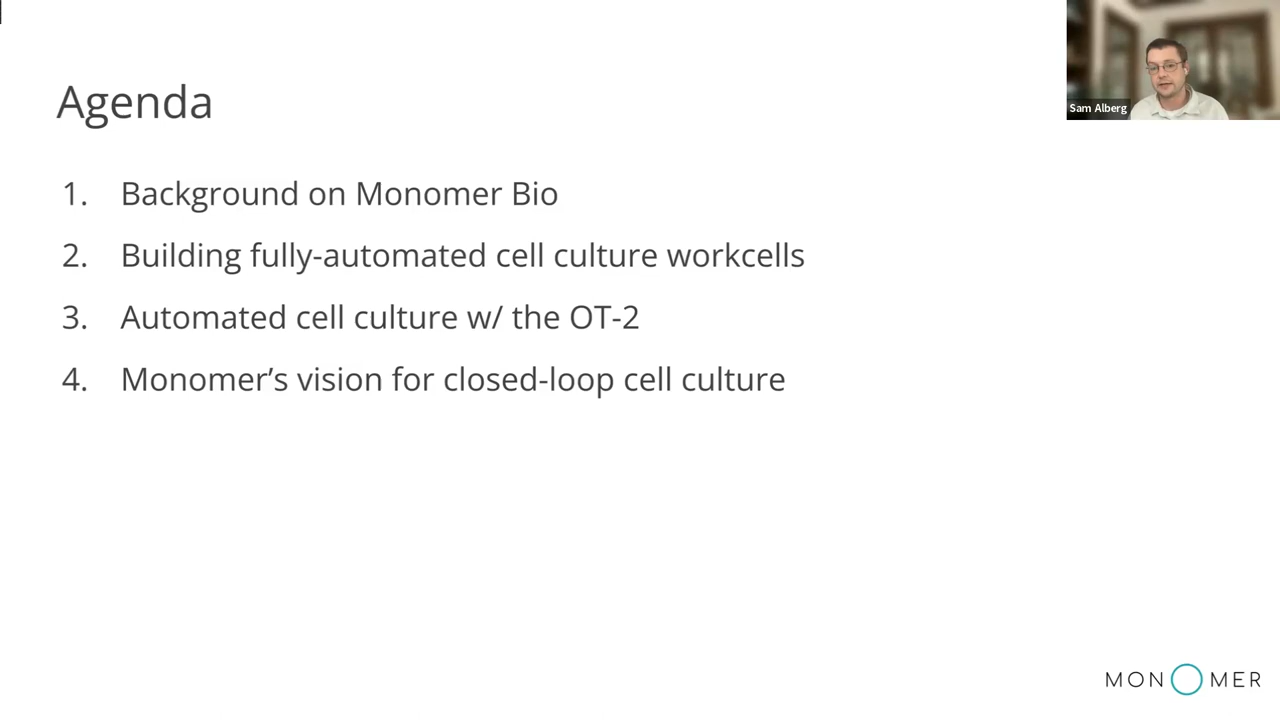 Agenda
Sam Alberg
1. Background on Monomer Bio
2. Building fully-automated cell culture workcells
3. Automated cell culture w/ the OT-2
4. Monomer’s vision for closed-loop cell culture
MONOMER